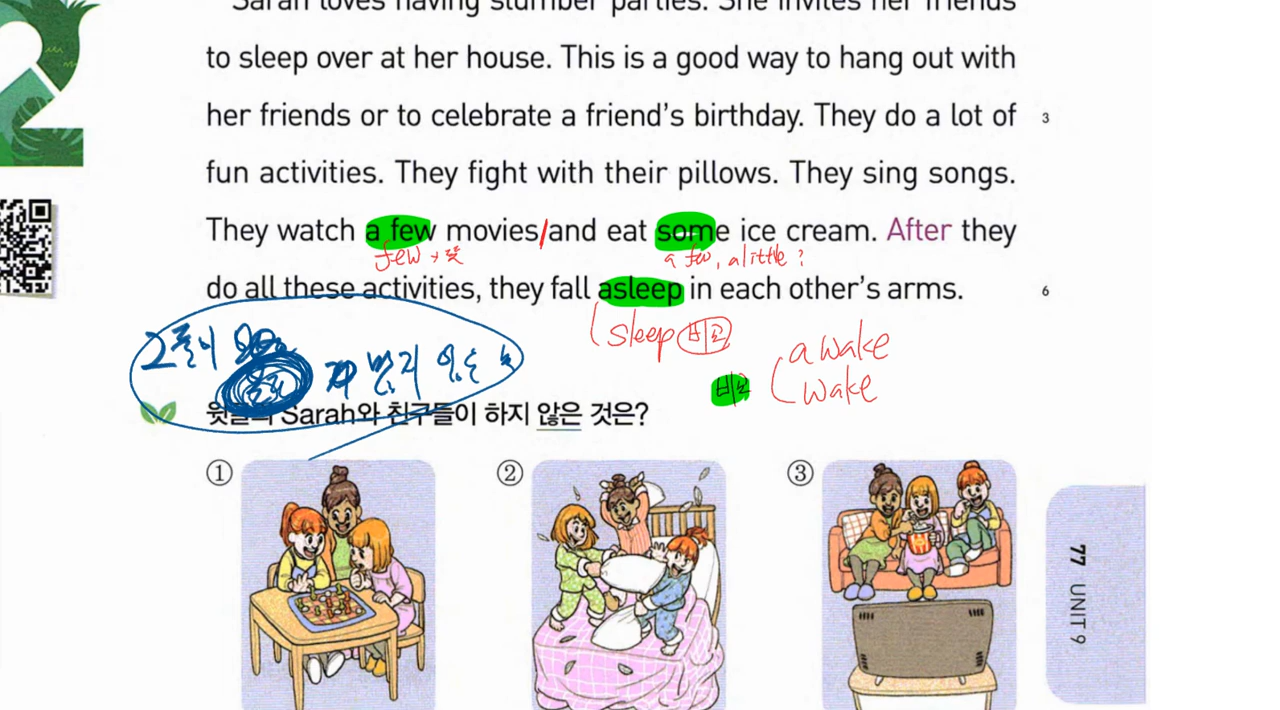 2
Sarah loves having slumber parties. She invites her friends
to sleep over at her house. This is a good way to hang out with
her friends or to celebrate a friend's birthday. They do a lot of 3
fun activities. They fight with their pillows. They sing songs.
They watch a few movies/and eat some ice cream. After they
few a few, a little ?
do all these activities, they fall asleep in each other's arms. 6
sleep 비교
그들이
awake
비교 wake
윗글의 Sarah와 친구들이 하지 않은 것은?
① ② ③
77 UNIT 9